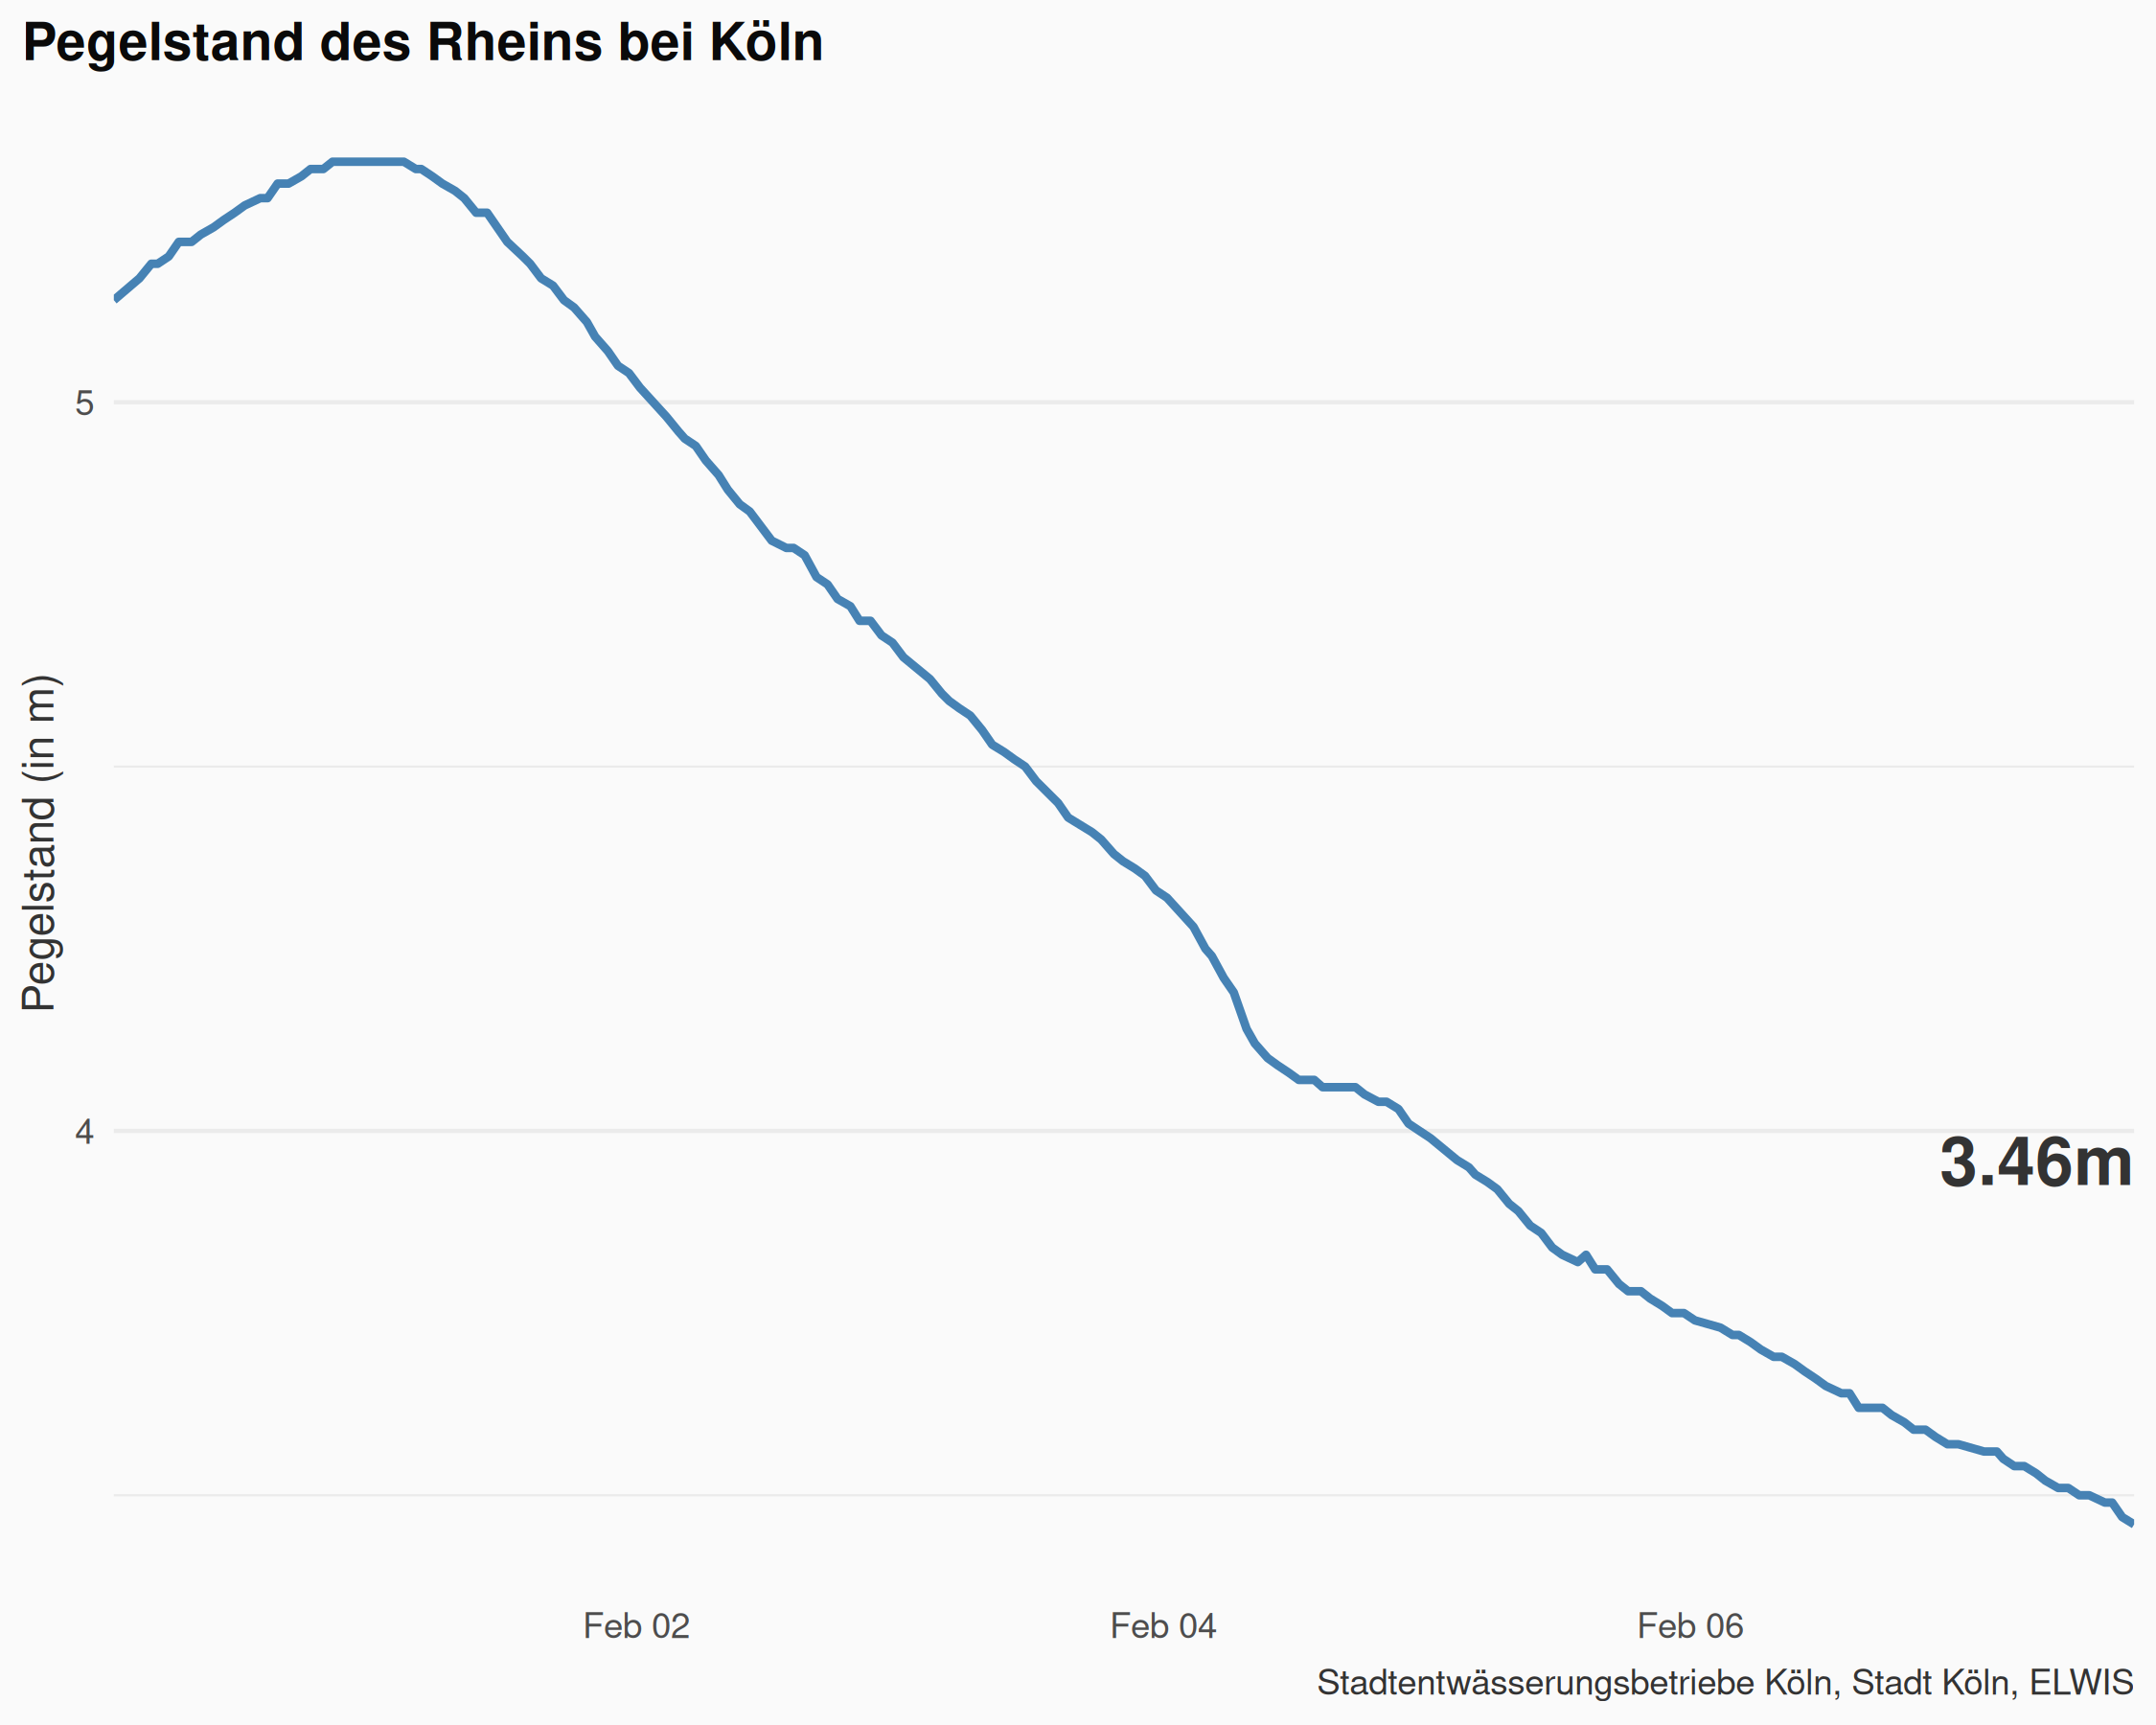 Pegelstand des Rheins bei Köln
Pegelstand (in m)
5
4
3.46m
Feb 02
Feb 04
Feb 06
Stadtentwässerungsbetriebe Köln, Stadt Köln, ELWIS